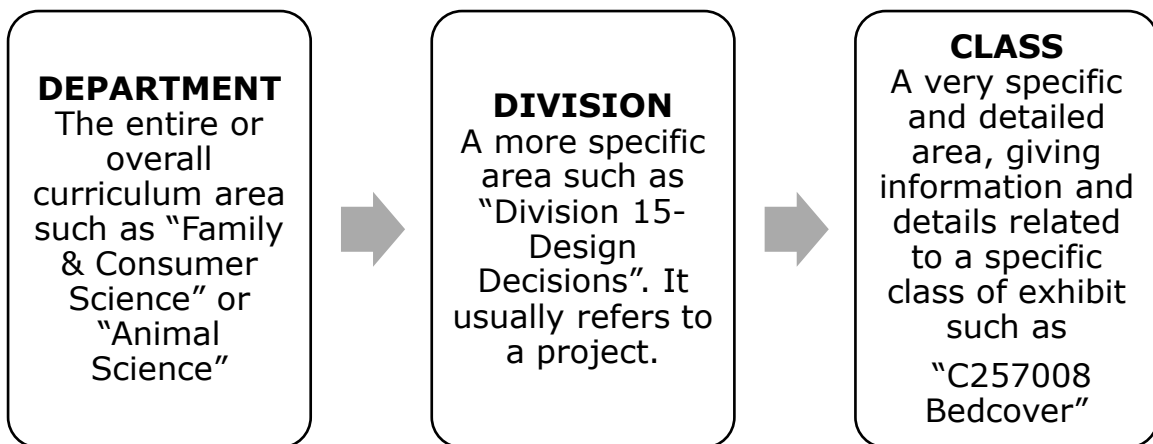 DEPARTMENT
The entire or
overall
curriculum area
such as “Family
& Consumer
Science” or
“Animal
Science”
DIVISION
A more specific
area such as
“Division 15-
Design
Decisions”. It
usually refers to
a project.
CLASS
A very specific
and detailed
area, giving
information and
details related
to a specific
class of exhibit
such as
“C257008
Bedcover”